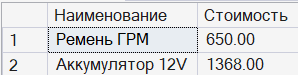 Наименование Стоимость
1 Ремень ГРМ 650.00
2 Аккумулятор 12V 1368.00